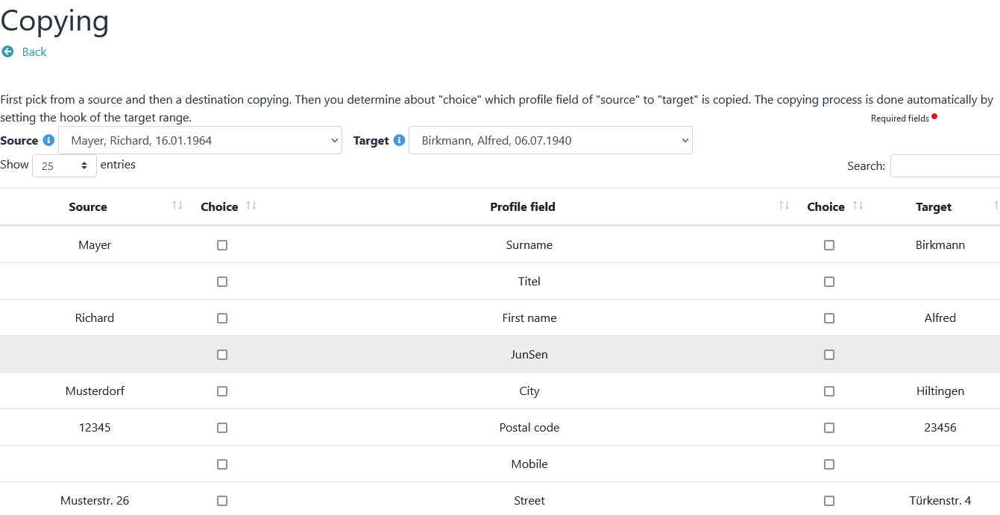 Copying
Back
First pick from a source and then a destination copying. Then you determine about "choice" which profile field of "source" to "target" is copied. The copying process is done automatically by
setting the hook of the target range.
Required fields
Source Mayer, Richard, 16.01.1964 Target Birkmann, Alfred, 06.07.1940
Show 25 entries Search:
Source Choice Profile field Choice Target
Mayer Surname Birkmann
Titel
Richard First name Alfred
JunSen
Musterdorf City Hiltingen
12345 Postal code 23456
Mobile
Musterstr. 26 Street Türkenstr. 4